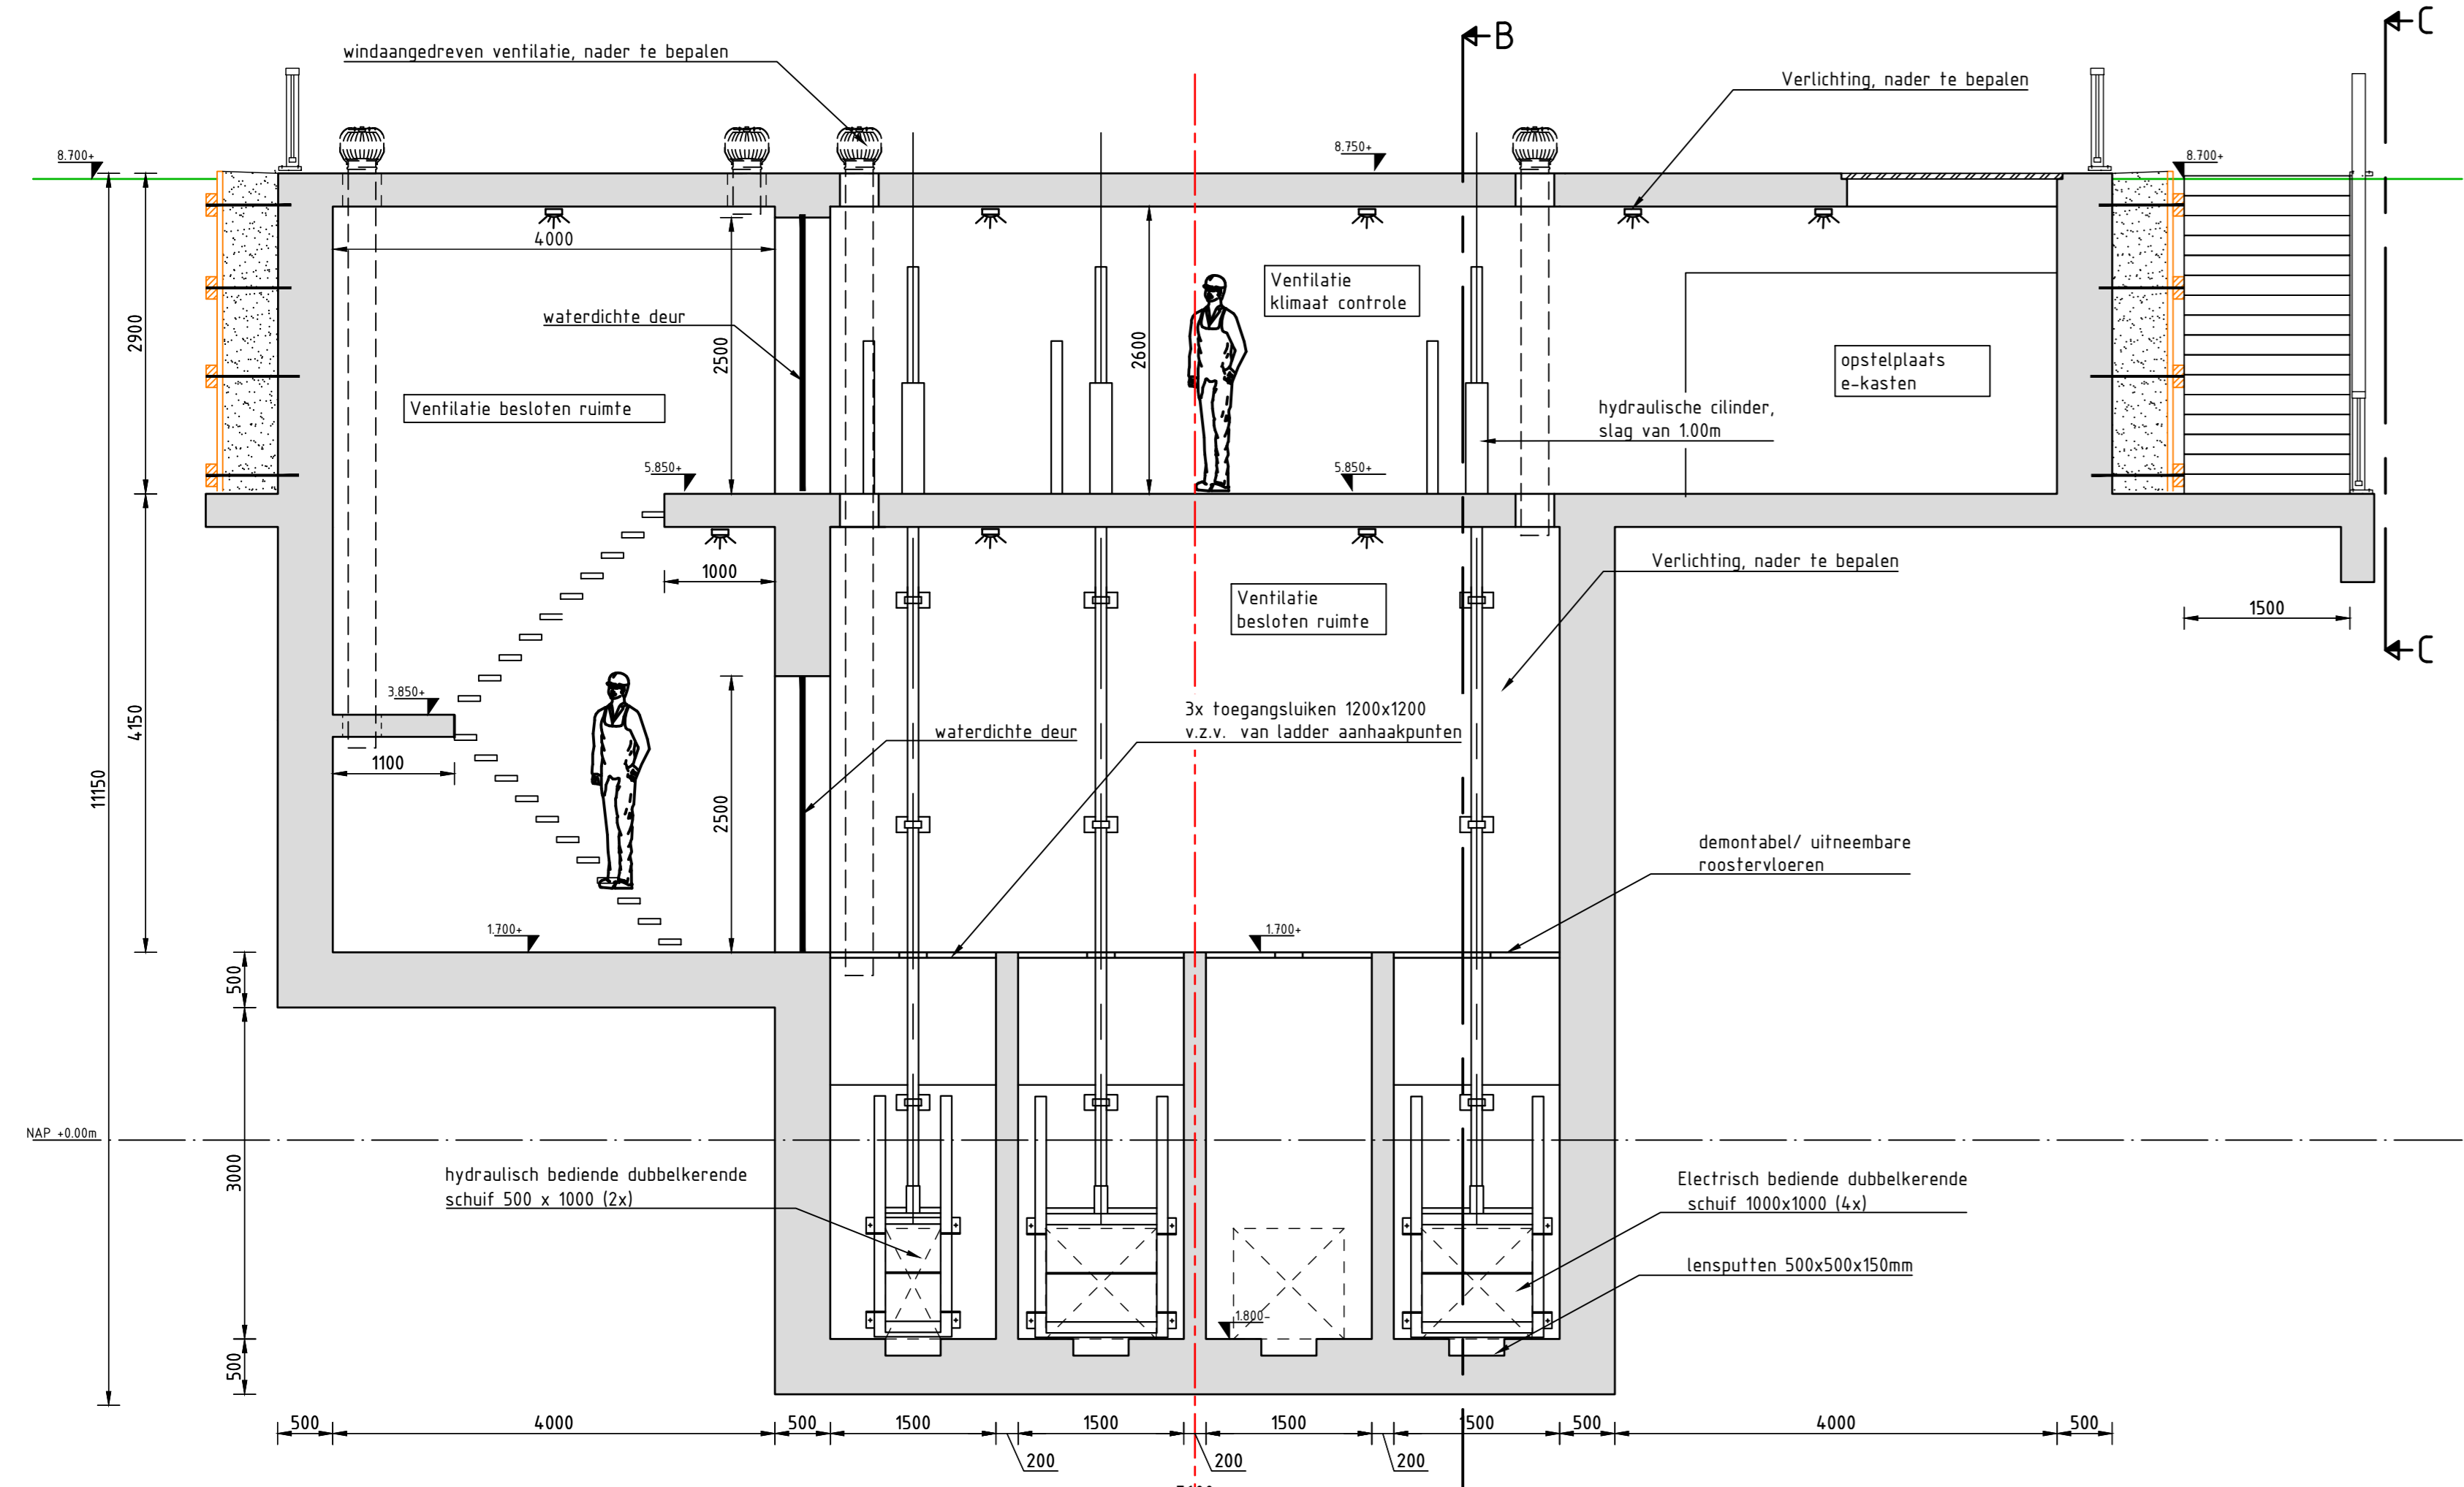 C
B
windaangedreven ventilatie, nader te bepalen
Verlichting, nader te bepalen
8.700+
8.750+
8.700+
4000
Ventilatie
klimaat controle
waterdichte deur
2900
2500
2600
opstelplaats
e-kasten
Ventilatie besloten ruimte
hydraulische cilinder,
slag van 1.00m
5.850+
5.850+
Verlichting, nader te bepalen
1000
Ventilatie
besloten ruimte
1500
C
3.850+
4150
3x toegangsluiken 1200x1200
v.z.v. van ladder aanhaakpunten
waterdichte deur
1100
11150
2500
demontabel/ uitneembare
roostervloeren
1.700+
1.700+
500
NAP +0.00m
3000
hydraulisch bediende dubbelkerende
schuif 500 x 1000 (2x)
Electrisch bediende dubbelkerende
schuif 1000x1000 (4x)
lensputten 500x500x150mm
1.800-
500
500
4000
500
1500
1500
1500
1500
500
4000
500
200
200
200